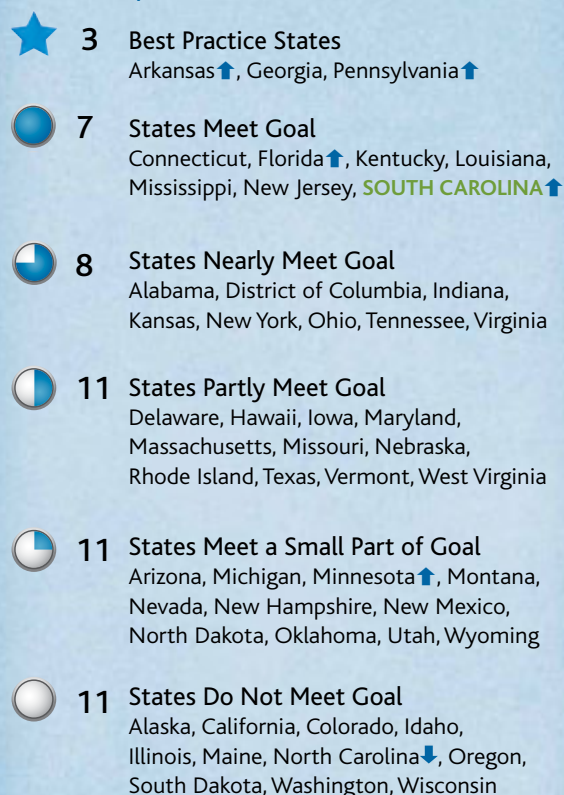 3 Best Practice States
Arkansas⬆, Georgia, Pennsylvania⬆
7 States Meet Goal
Connecticut, Florida⬆, Kentucky, Louisiana,
Mississippi, New Jersey, SOUTH CAROLINA⬆
8 States Nearly Meet Goal
Alabama, District of Columbia, Indiana,
Kansas, New York, Ohio, Tennessee, Virginia
11 States Partly Meet Goal
Delaware, Hawaii, Iowa, Maryland,
Massachusetts, Missouri, Nebraska,
Rhode Island, Texas, Vermont, West Virginia
11 States Meet a Small Part of Goal
Arizona, Michigan, Minnesota⬆, Montana,
Nevada, New Hampshire, New Mexico,
North Dakota, Oklahoma, Utah, Wyoming
11 States Do Not Meet Goal
Alaska, California, Colorado, Idaho,
Illinois, Maine, North Carolina⬇, Oregon,
South Dakota, Washington, Wisconsin